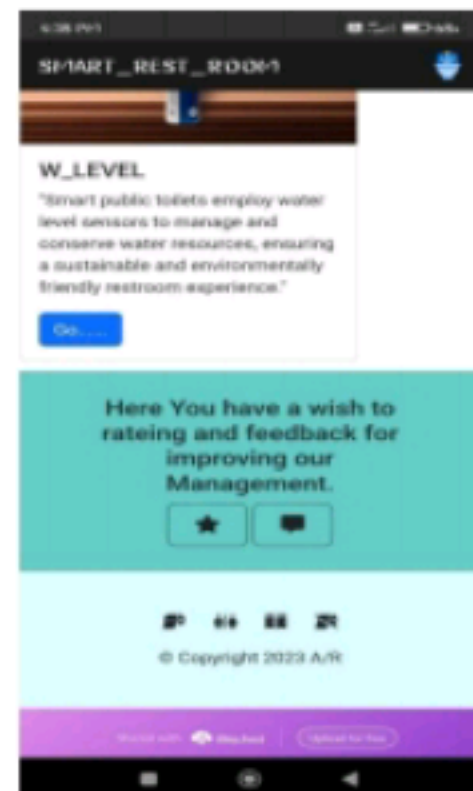 SMART_REST_ROOM
W_LEVEL
"Smart public toilets employ water
level sensors to manage and
conserve water resources, ensuring
a sustainable and environmentally
friendly restroom experience."
Go......
Here You have a wish to
rateing and feedback for
improving our
Management.
© Copyright 2023 A/R